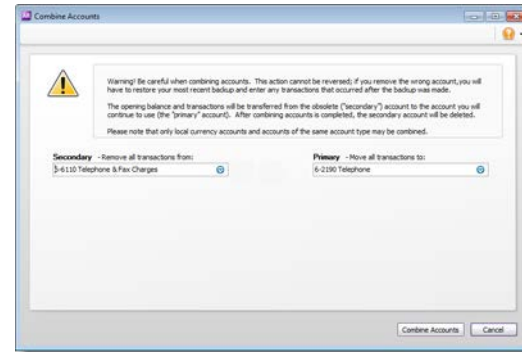 Combine Accounts
Warning! Be careful when combining accounts. This action cannot be reversed; if you remove the wrong account, you will
have to restore your most recent backup and enter any transactions that occurred after the backup was made.
The opening balance and transactions will be transferred from the obsolete ("secondary") account to the account you will
continue to use (the "primary" account). After combining accounts is completed, the secondary account will be deleted.
Please note that only local currency accounts and accounts of the same account type may be combined.
Secondary - Remove all transactions from: Primary - Move all transactions to:
5-6110 Telephone & Fax Charges 6-2190 Telephone
Combine Accounts Cancel